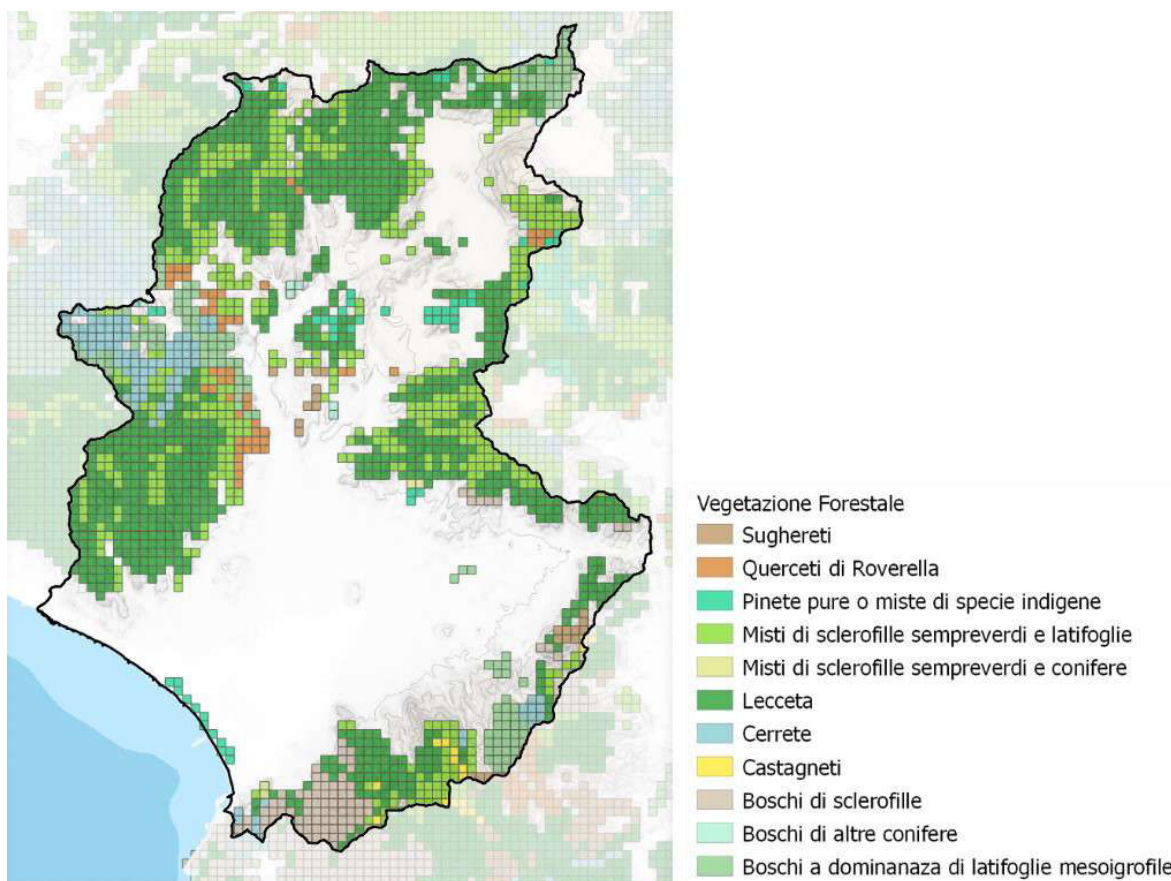 Vegetazione Forestale
Sughereti
Querceti di Roverella
Pinete pure o miste di specie indigene
Misti di sclerofille sempreverdi e latifoglie
Misti di sclerofille sempreverdi e conifere
Lecceta
Cerrete
Castagneti
Boschi di sclerofille
Boschi di altre conifere
Boschi a dominanaza di latifoglie mesoigrofile